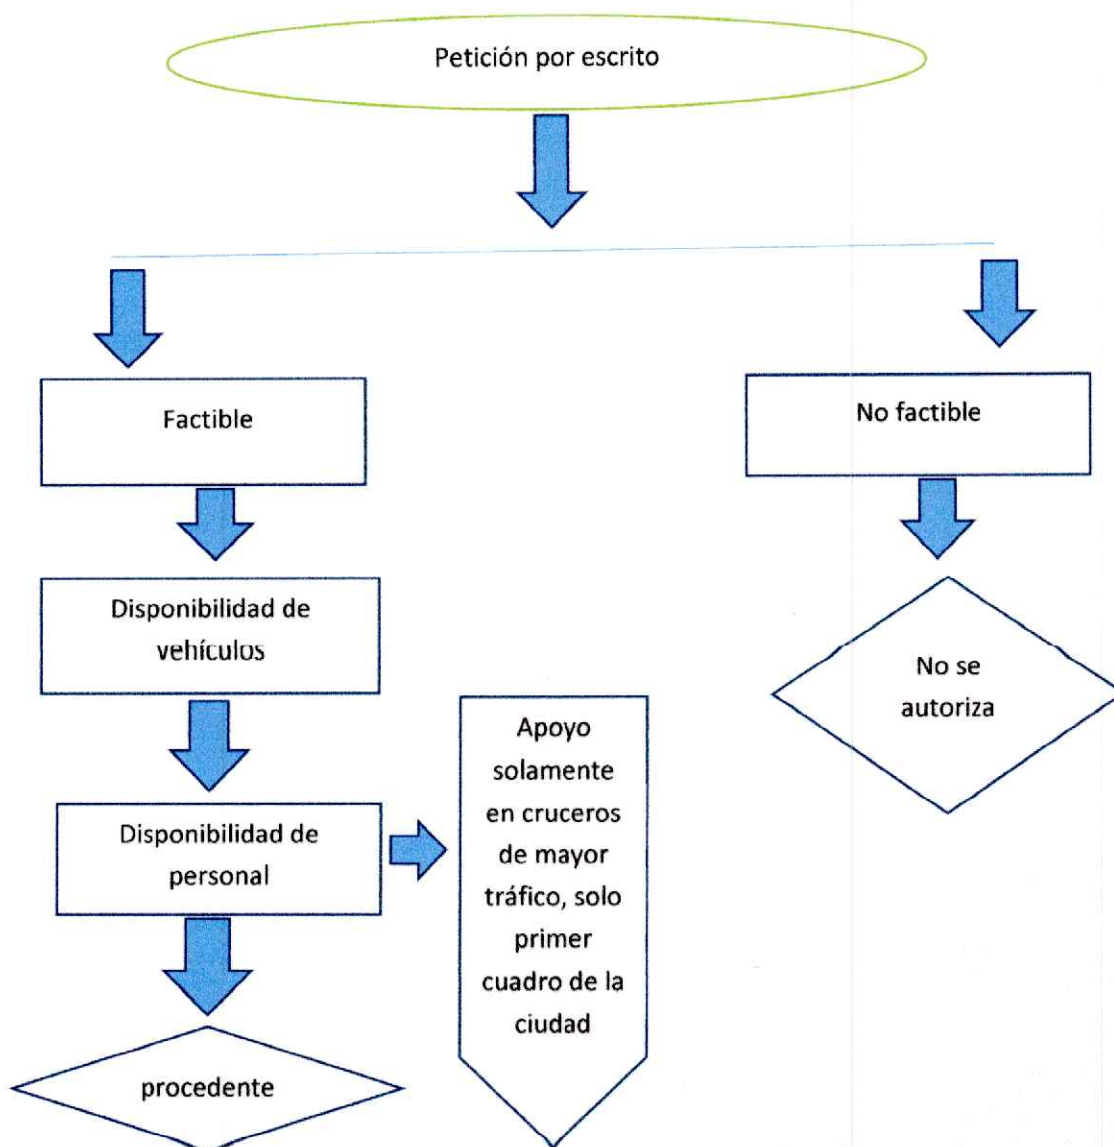 Petición por escrito
Factible
No factible
Disponibilidad de
vehículos
No se
autoriza
Disponibilidad de
personal
Apoyo
solamente
en cruceros
de mayor
tráfico, solo
primer
cuadro de la
ciudad
procedente